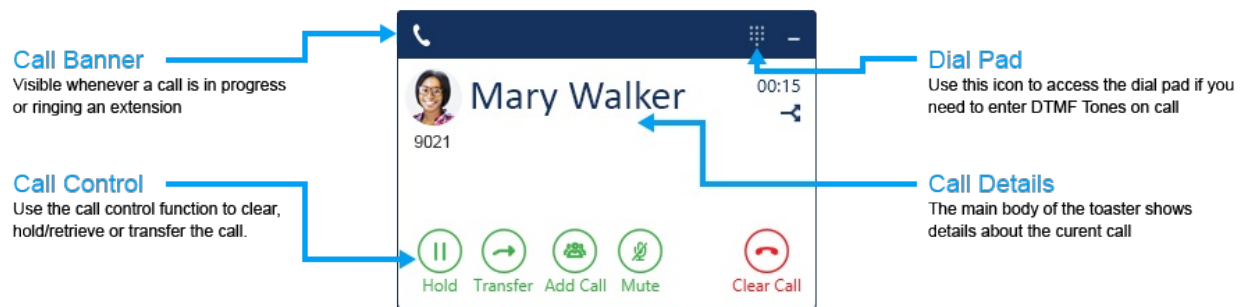 Call Banner
Visible whenever a call is in progress
or ringing an extension
Call Control
Use the call control function to clear,
hold/retrieve or transfer the call.
Mary Walker
00:15
9021
Hold Transfer Add Call Mute Clear Call
Dial Pad
Use this icon to access the dial pad if you
need to enter DTMF Tones on call
Call Details
The main body of the toaster shows
details about the curent call